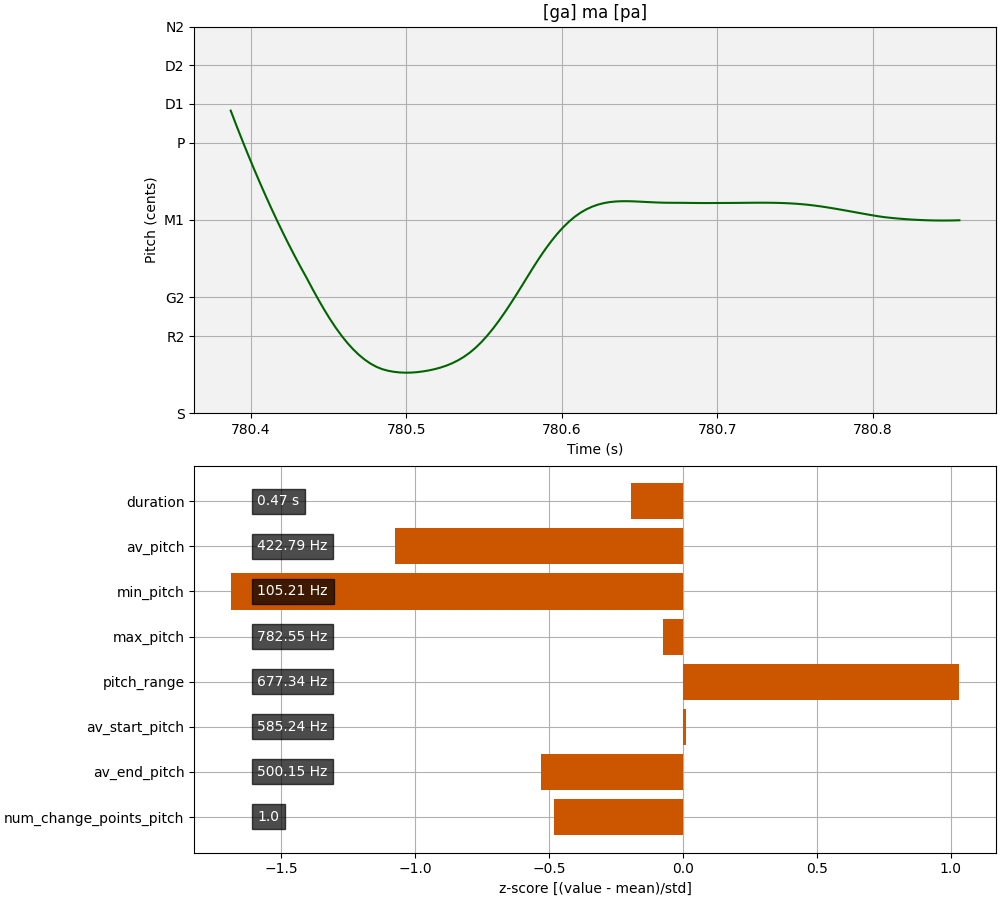 [ga] ma [pa]
N2
D2
D1
P
M1
G2
R2
S
Pitch (cents)
780.4 780.5 780.6 780.7 780.8
Time (s)
duration 0.47 s
av_pitch 422.79 Hz
min_pitch 105.21 Hz
max_pitch 782.55 Hz
pitch_range 677.34 Hz
av_start_pitch 585.24 Hz
av_end_pitch 500.15 Hz
num_change_points_pitch 1.0
−1.5 −1.0 −0.5 0.0 0.5 1.0
z-score [(value - mean)/std]